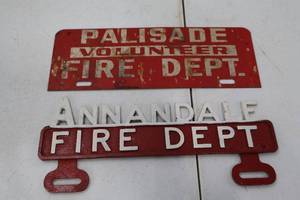 PALISADE
VOLUNTEER
FIRE DEPT.
ANNANDALE
FIRE DEPT